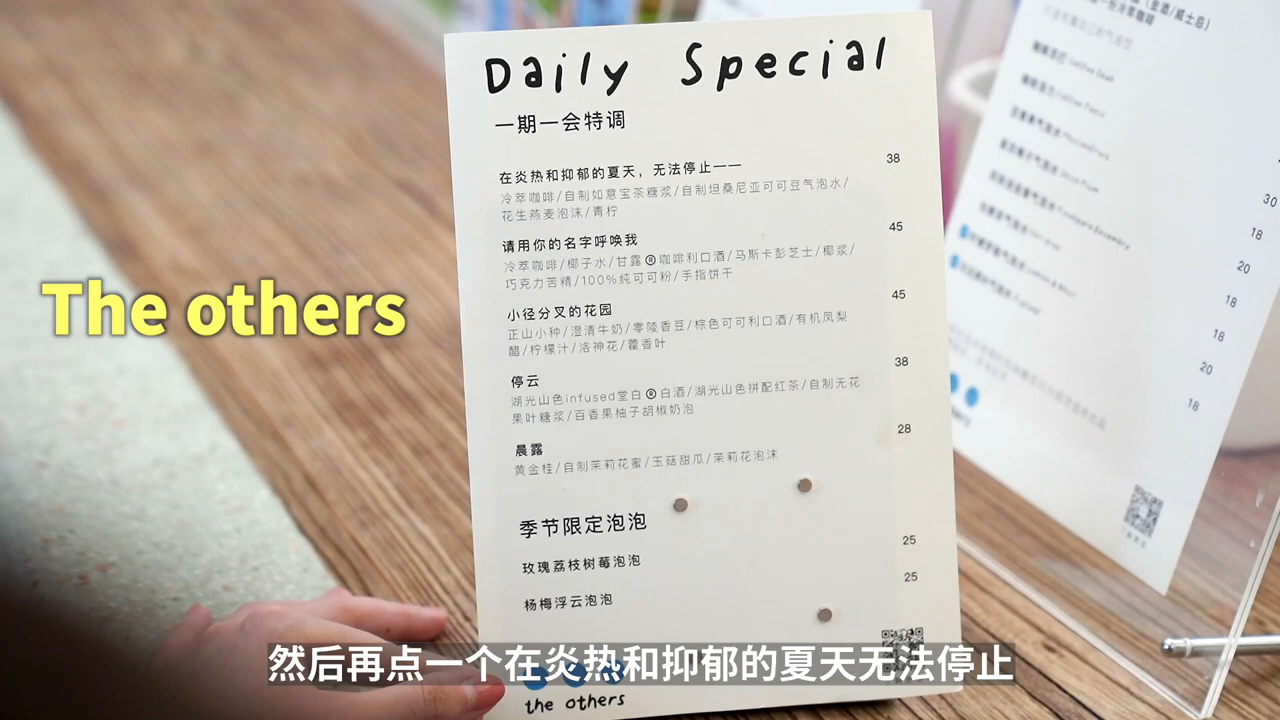 Daily Special
一期一会特调
在炎热和抑郁的夏天，无法停止—— 38
冷萃咖啡/自制如意宝茶糖浆/自制坦桑尼亚可可豆气泡水/
花生燕麦泡沫/青柠
请用你的名字呼唤我 45
冷萃咖啡/椰子水/甘露®咖啡利口酒/马斯卡彭芝士/椰浆/
巧克力苦精/100%纯可可粉/手指饼干
小径分叉的花园 45
正山小种/澄清牛奶/零陵香豆/棕色可可利口酒/有机凤梨
醋/柠檬汁/洛神花/藿香叶
停云 38
湖光山色infused堂白®白酒/湖光山色拼配红茶/自制无花
果叶糖浆/百香果柚子胡椒奶泡
晨露 28
黄金桂/自制茉莉花蜜/玉菇甜瓜/茉莉花泡沫
季节限定泡泡
玫瑰荔枝树莓泡泡 25
杨梅浮云泡泡 25
the others
The others
然后再点一个在炎热和抑郁的夏天无法停止
30
18
20
18
18
20
18